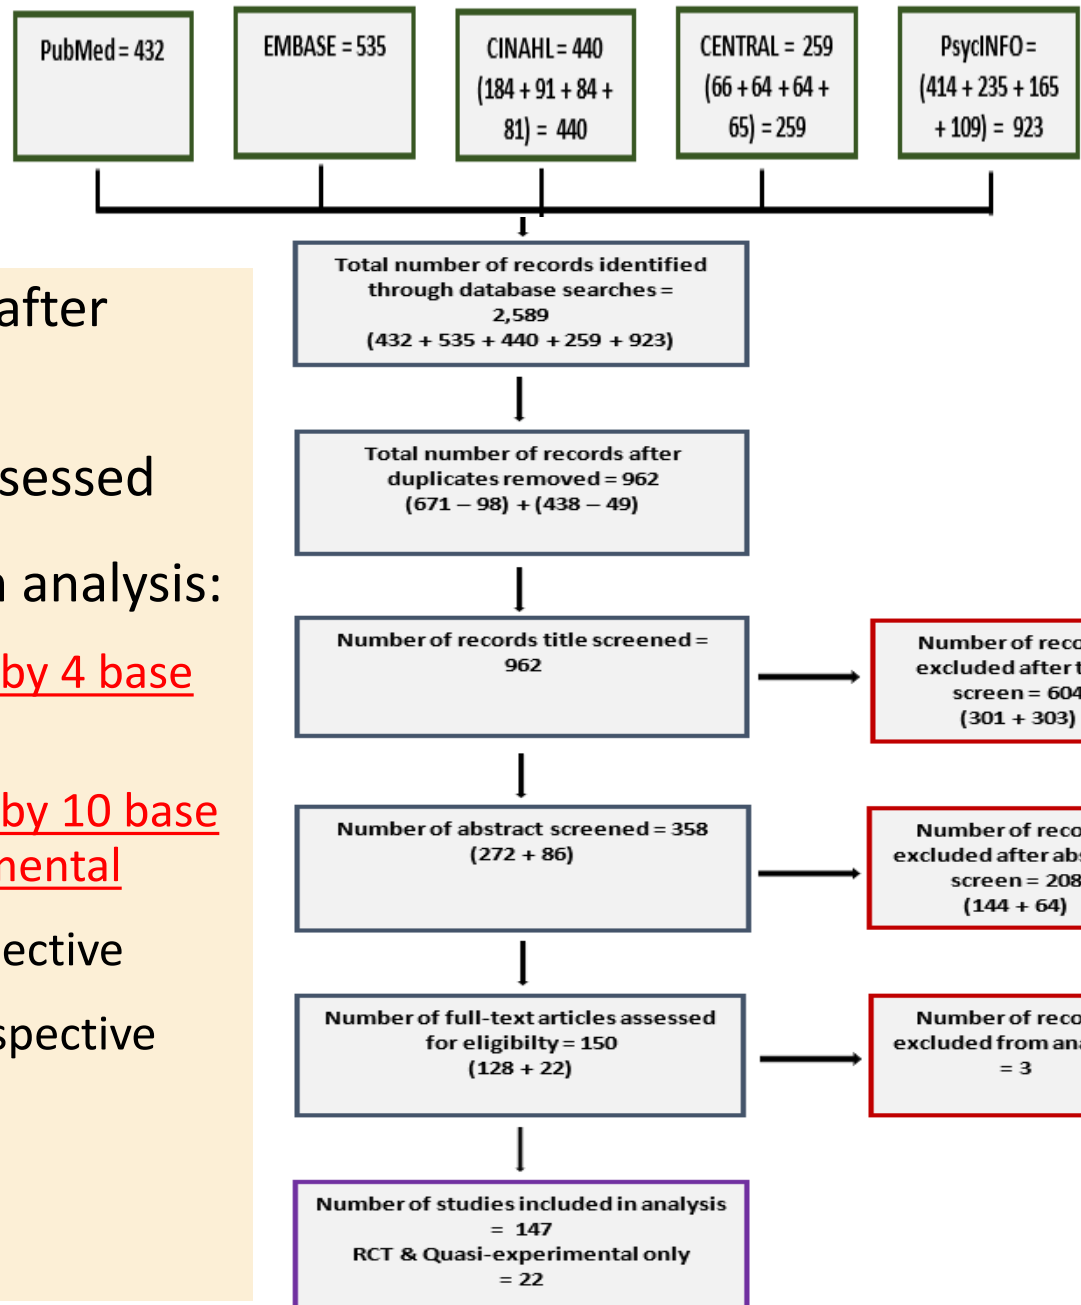 PubMed = 432
EMBASE = 535
CINAHL = 440
(184 + 91 + 84 +
81) = 440
CENTRAL = 259
(66 + 64 + 64 +
65) = 259
PsycINFO =
(414 + 235 + 165
+ 109) = 923
after
sessed
analysis:
by 4 base
by 10 base
mental
ective
spective
Total number of records identified
through database searches =
2,589
(432 + 535 + 440 + 259 + 923)
Total number of records after
duplicates removed = 962
(671 – 98) + (438 – 49)
Number of records title screened =
962
Number of reco
excluded after t
screen = 604
(301 + 303)
Number of abstract screened = 358
(272 + 86)
Number of reco
excluded after abs
screen = 208
(144 + 64)
Number of full-text articles assessed
for eligibilty = 150
(128 + 22)
Number of reco
excluded from ana
= 3
Number of studies included in analysis
= 147
RCT & Quasi-experimental only
= 22